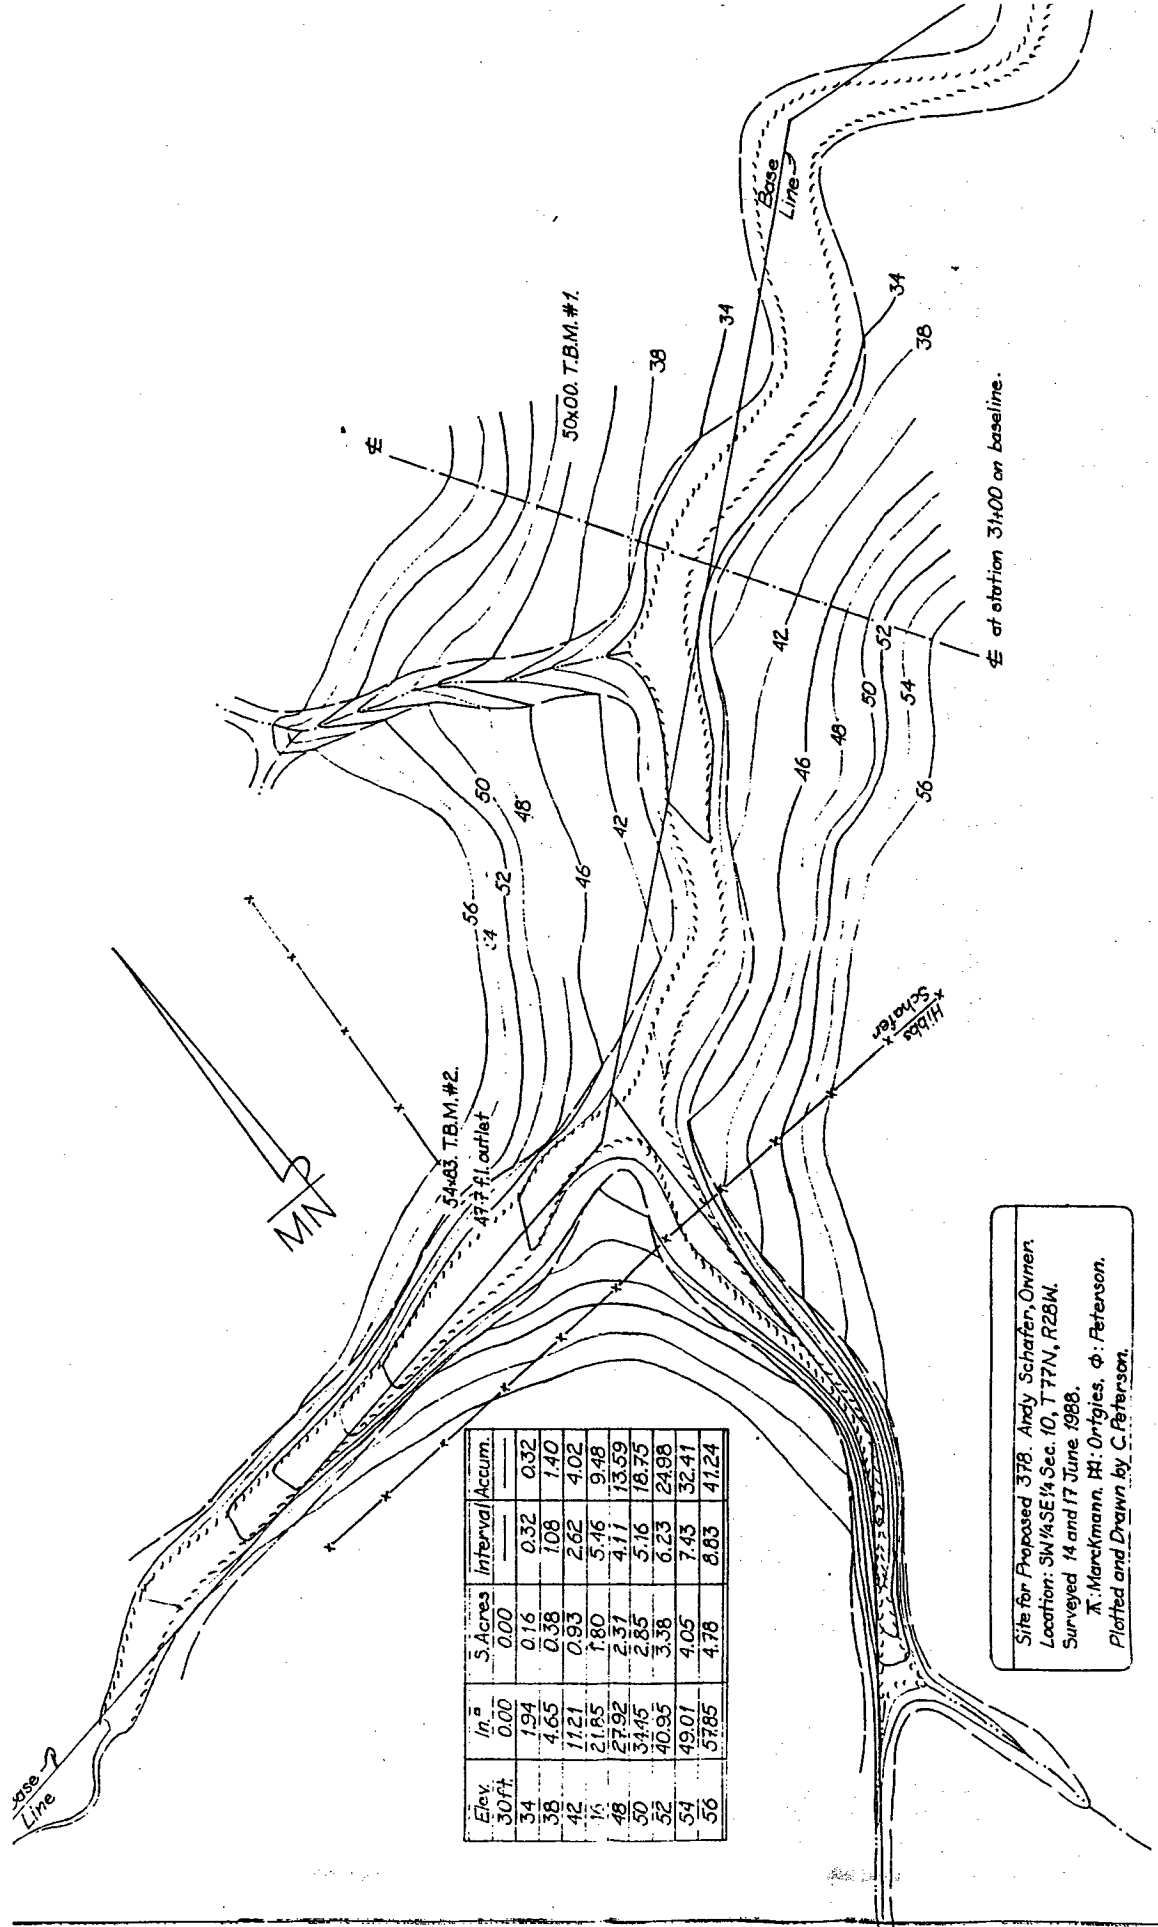 Base
Line
34
38
50x00. T.B.M. #1.
34
38
℄
℄ at station 31+00 on baseline.
42
52
50
54
48
46
56
50
48
42
52
46
56
54x83. T.B.M. #2.
47.7 f.l. outlet
MN
Hibbs
Schafer
Line
Elev. In.² S. Acres Interval Accum.
30ft. 0.00 0.00 — —
34 1.94 0.16 0.32 0.32
38 4.65 0.38 1.08 1.40
42 11.21 0.93 2.62 4.02
21.85 1.80 5.46 9.48
48 27.92 2.31 4.11 13.59
50 34.45 2.85 5.16 18.75
52 40.95 3.38 6.23 24.98
54 49.01 4.05 7.43 32.41
56 57.85 4.78 8.83 41.24
Site for Proposed 378. Andy Schafer, Owner.
Location: SW¼SE¼ Sec. 10, T77N, R28W.
Surveyed 14 and 17 June 1988.
⊼: Marckmann. : Ortgies. Φ: Peterson.
Plotted and Drawn by C. Peterson.